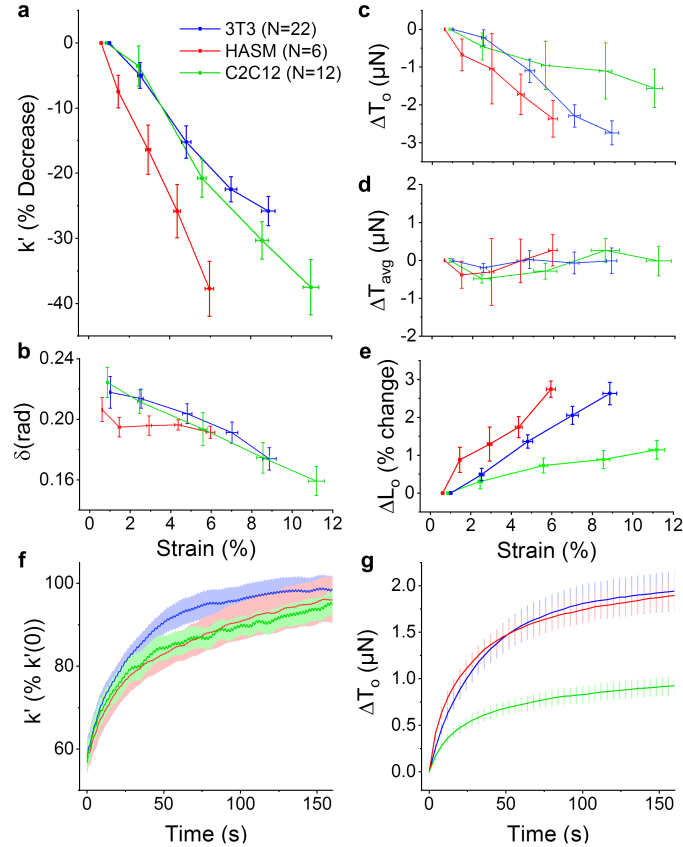 a
3T3 (N=22)
HASM (N=6)
C2C12 (N=12)
0
-10
-20
-30
-40
k' (% Decrease)
b
0.24
0.20
0.16
δ(rad)
0 2 4 6 8 10 12
Strain (%)
c
0
-1
-2
-3
ΔTo (µN)
d
2
1
0
-1
-2
ΔTavg (µN)
e
3
2
1
0
ΔLo (% change)
0 2 4 6 8 10 12
Strain (%)
f
100
80
60
k' (% k'(0))
0 50 100 150
Time (s)
g
2.0
1.5
1.0
0.5
0.0
ΔTo (µN)
0 50 100 150
Time (s)